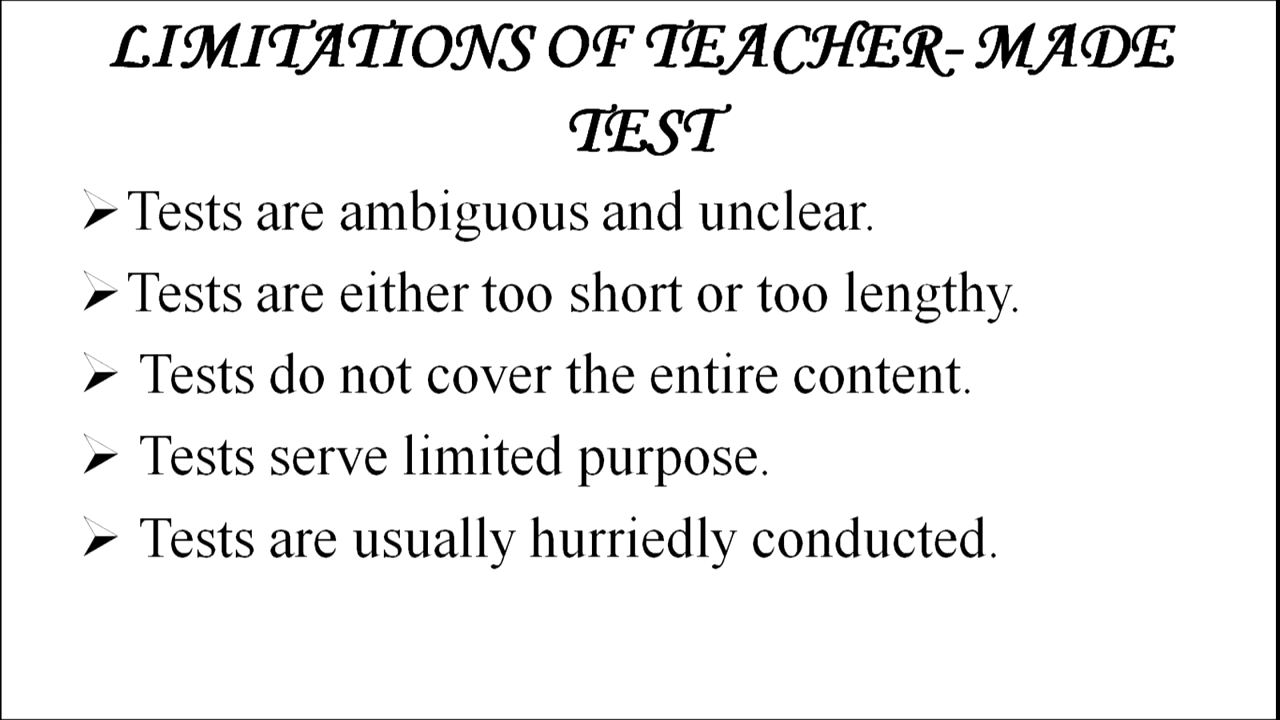 LIMITATIONS OF TEACHER- MADE
TEST
➢Tests are ambiguous and unclear.
➢Tests are either too short or too lengthy.
➢ Tests do not cover the entire content.
➢ Tests serve limited purpose.
➢ Tests are usually hurriedly conducted.